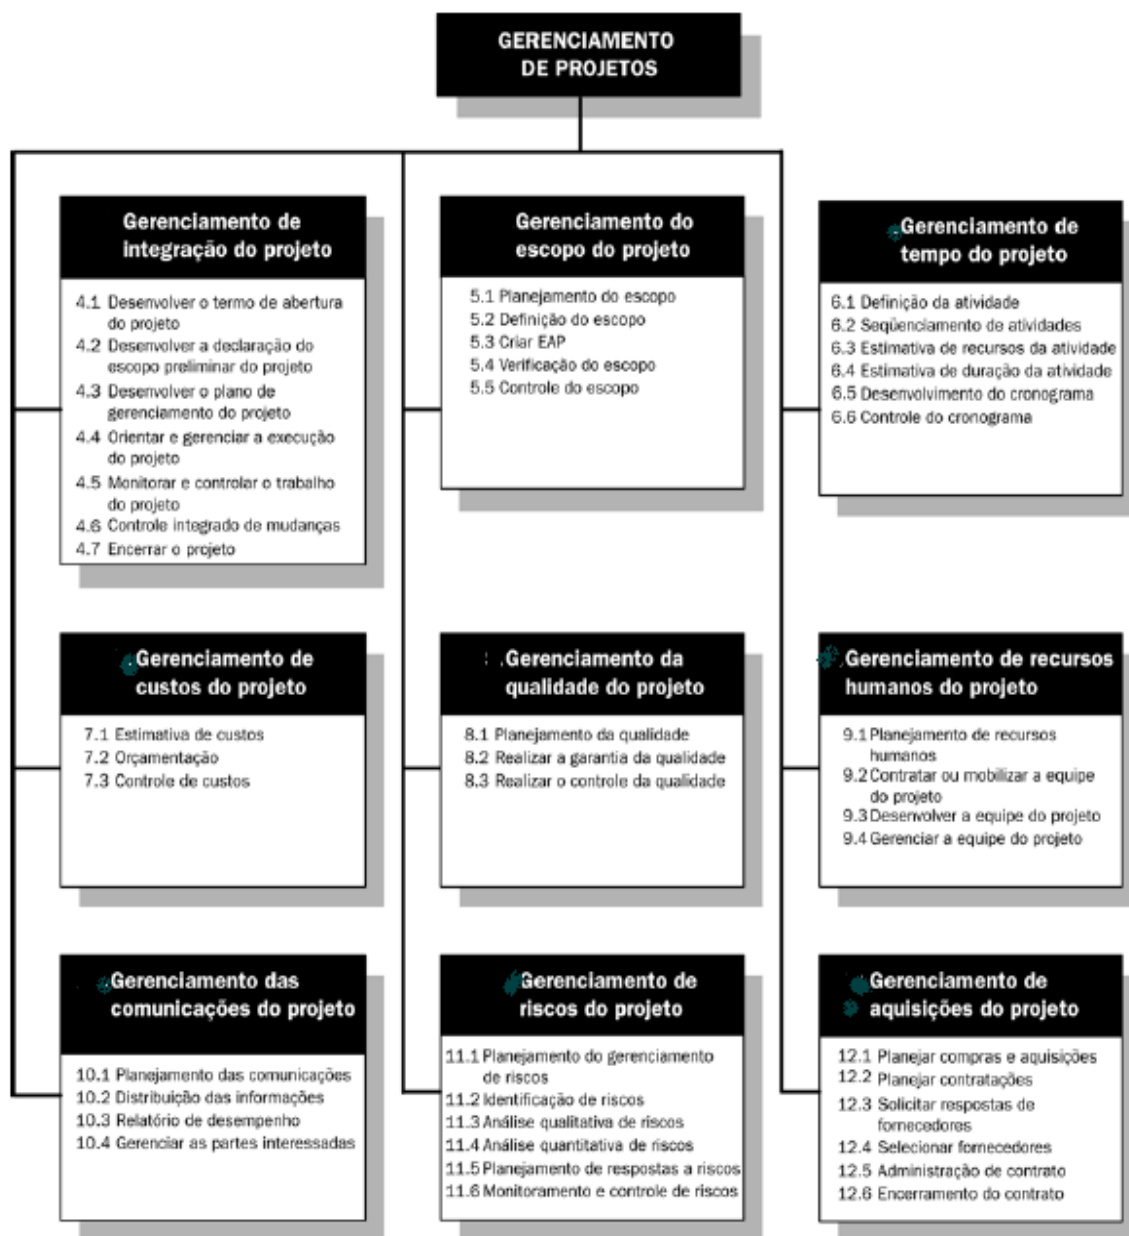 GERENCIAMENTO
DE PROJETOS
Gerenciamento de
integração do projeto
4.1 Desenvolver o termo de abertura
do projeto
4.2 Desenvolver a declaração do
escopo preliminar do projeto
4.3 Desenvolver o plano de
gerenciamento do projeto
4.4 Orientar e gerenciar a execução
do projeto
4.5 Monitorar e controlar o trabalho
do projeto
4.6 Controle integrado de mudanças
4.7 Encerrar o projeto
Gerenciamento do
escopo do projeto
5.1 Planejamento do escopo
5.2 Definição do escopo
5.3 Criar EAP
5.4 Verificação do escopo
5.5 Controle do escopo
Gerenciamento de
tempo do projeto
6.1 Definição da atividade
6.2 Seqüenciamento de atividades
6.3 Estimativa de recursos da atividade
6.4 Estimativa de duração da atividade
6.5 Desenvolvimento do cronograma
6.6 Controle do cronograma
Gerenciamento de
custos do projeto
7.1 Estimativa de custos
7.2 Orçamentação
7.3 Controle de custos
Gerenciamento da
qualidade do projeto
8.1 Planejamento da qualidade
8.2 Realizar a garantia da qualidade
8.3 Realizar o controle da qualidade
Gerenciamento de recursos
humanos do projeto
9.1 Planejamento de recursos
humanos
9.2 Contratar ou mobilizar a equipe
do projeto
9.3 Desenvolver a equipe do projeto
9.4 Gerenciar a equipe do projeto
Gerenciamento das
comunicações do projeto
10.1 Planejamento das comunicações
10.2 Distribuição das informações
10.3 Relatório de desempenho
10.4 Gerenciar as partes interessadas
Gerenciamento de
riscos do projeto
11.1 Planejamento do gerenciamento
de riscos
11.2 Identificação de riscos
11.3 Análise qualitativa de riscos
11.4 Análise quantitativa de riscos
11.5 Planejamento de respostas a riscos
11.6 Monitoramento e controle de riscos
Gerenciamento de
aquisições do projeto
12.1 Planejar compras e aquisições
12.2 Planejar contratações
12.3 Solicitar respostas de
fornecedores
12.4 Selecionar fornecedores
12.5 Administração de contrato
12.6 Encerramento do contrato